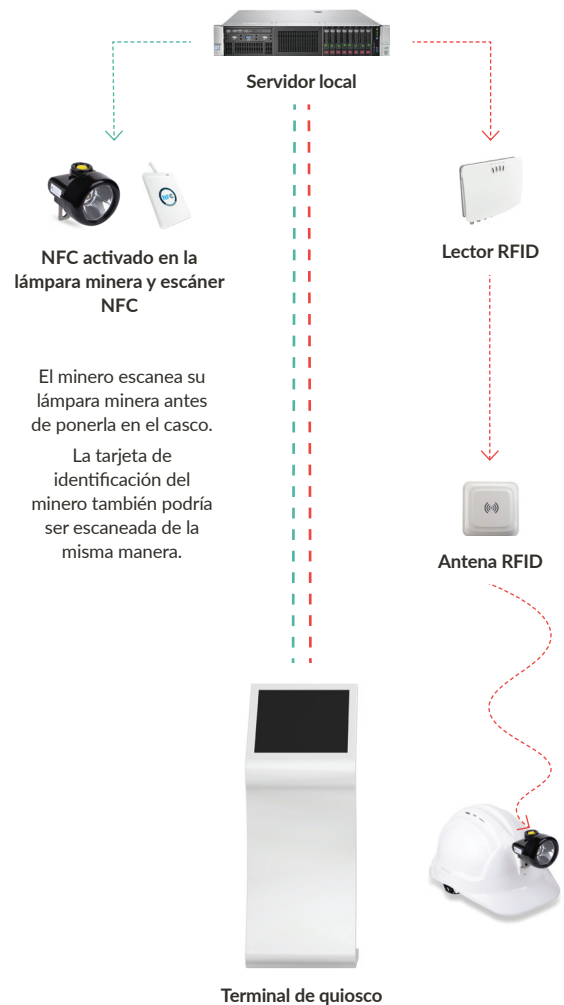 Servidor local
NFC
NFC activado en la
lámpara minera y escáner
NFC
Lector RFID
El minero escanea su
lámpara minera antes
de ponerla en el casco.
La tarjeta de
identificación del
minero también podría
ser escaneada de la
misma manera.
Antena RFID
Terminal de quiosco